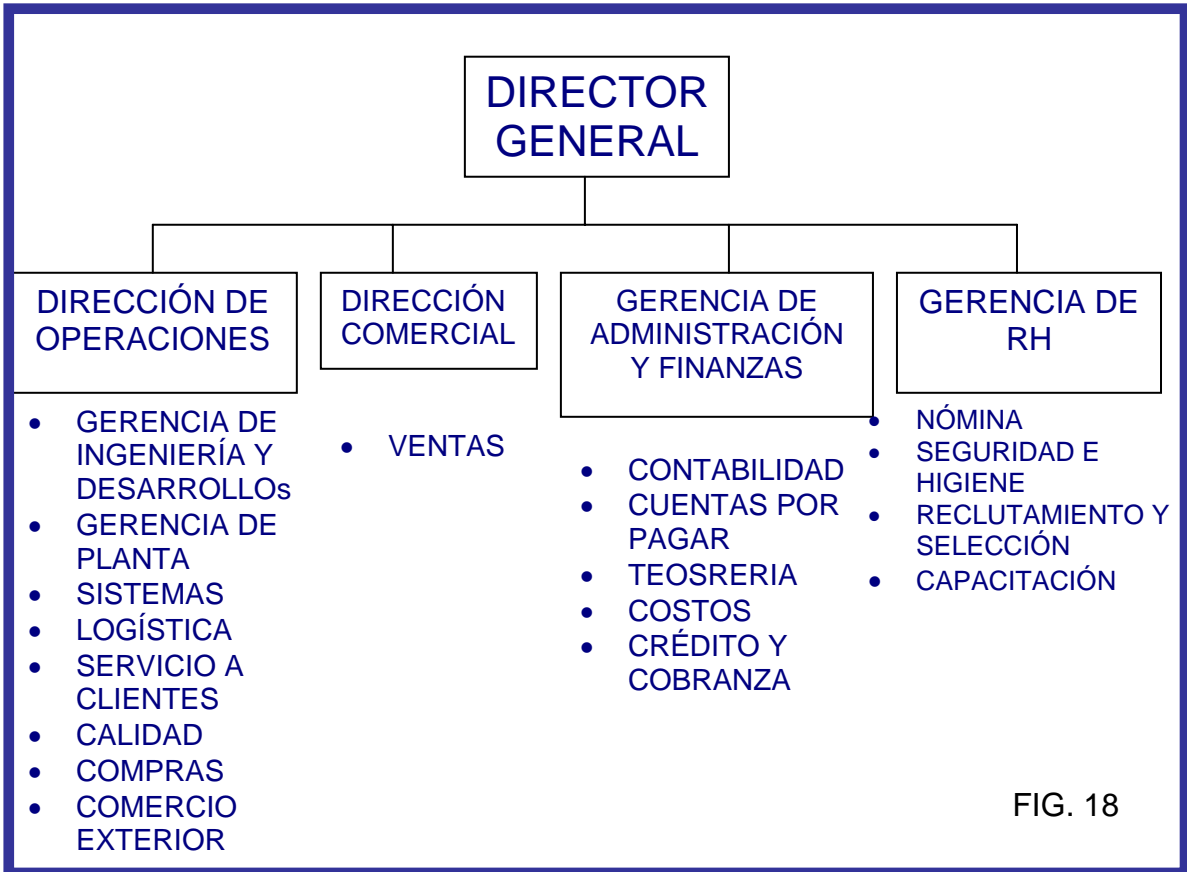 DIRECTOR
GENERAL
DIRECCIÓN DE
OPERACIONES
• GERENCIA DE
INGENIERÍA Y
DESARROLLOs
• GERENCIA DE
PLANTA
• SISTEMAS
• LOGÍSTICA
• SERVICIO A
CLIENTES
• CALIDAD
• COMPRAS
• COMERCIO
EXTERIOR
DIRECCIÓN
COMERCIAL
• VENTAS
GERENCIA DE
ADMINISTRACIÓN
Y FINANZAS
• CONTABILIDAD
• CUENTAS POR
PAGAR
• TEOSRERIA
• COSTOS
• CRÉDITO Y
COBRANZA
GERENCIA DE
RH
• NÓMINA
• SEGURIDAD E
HIGIENE
• RECLUTAMIENTO Y
SELECCIÓN
• CAPACITACIÓN
FIG. 18